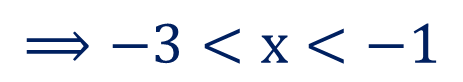 ⟹ −3 < x < −1